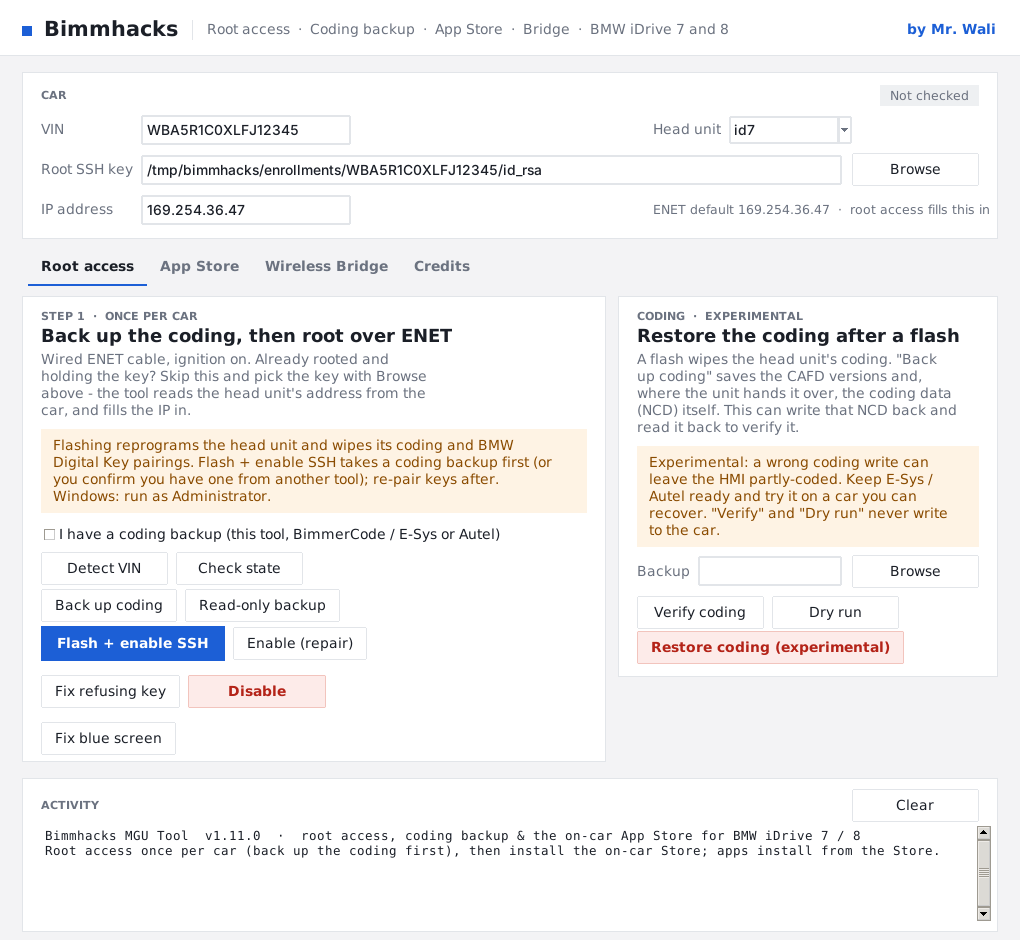 Bimmhacks
Root access · Coding backup · App Store · Bridge · BMW iDrive 7 and 8
by Mr. Wali
CAR
Not checked
VIN
WBA5R1C0XLFJ12345
Head unit
id7
Root SSH key
/tmp/bimmhacks/enrollments/WBA5R1C0XLFJ12345/id_rsa
Browse
IP address
169.254.36.47
ENET default 169.254.36.47 · root access fills this in
Root access
App Store
Wireless Bridge
Credits
STEP 1 · ONCE PER CAR
Back up the coding, then root over ENET
Wired ENET cable, ignition on. Already rooted and
holding the key? Skip this and pick the key with Browse
above - the tool reads the head unit's address from the
car, and fills the IP in.
Flashing reprograms the head unit and wipes its coding and BMW
Digital Key pairings. Flash + enable SSH takes a coding backup first (or
you confirm you have one from another tool); re-pair keys after.
Windows: run as Administrator.
I have a coding backup (this tool, BimmerCode / E-Sys or Autel)
Detect VIN
Check state
Back up coding
Read-only backup
Flash + enable SSH
Enable (repair)
Fix refusing key
Disable
Fix blue screen
CODING · EXPERIMENTAL
Restore the coding after a flash
A flash wipes the head unit's coding. "Back
up coding" saves the CAFD versions and,
where the unit hands it over, the coding data
(NCD) itself. This can write that NCD back and
read it back to verify it.
Experimental: a wrong coding write can
leave the HMI partly-coded. Keep E-Sys /
Autel ready and try it on a car you can
recover. "Verify" and "Dry run" never write
to the car.
Backup
Browse
Verify coding
Dry run
Restore coding (experimental)
ACTIVITY
Clear
Bimmhacks MGU Tool v1.11.0 · root access, coding backup & the on-car App Store for BMW iDrive 7 / 8
Root access once per car (back up the coding first), then install the on-car Store; apps install from the Store.